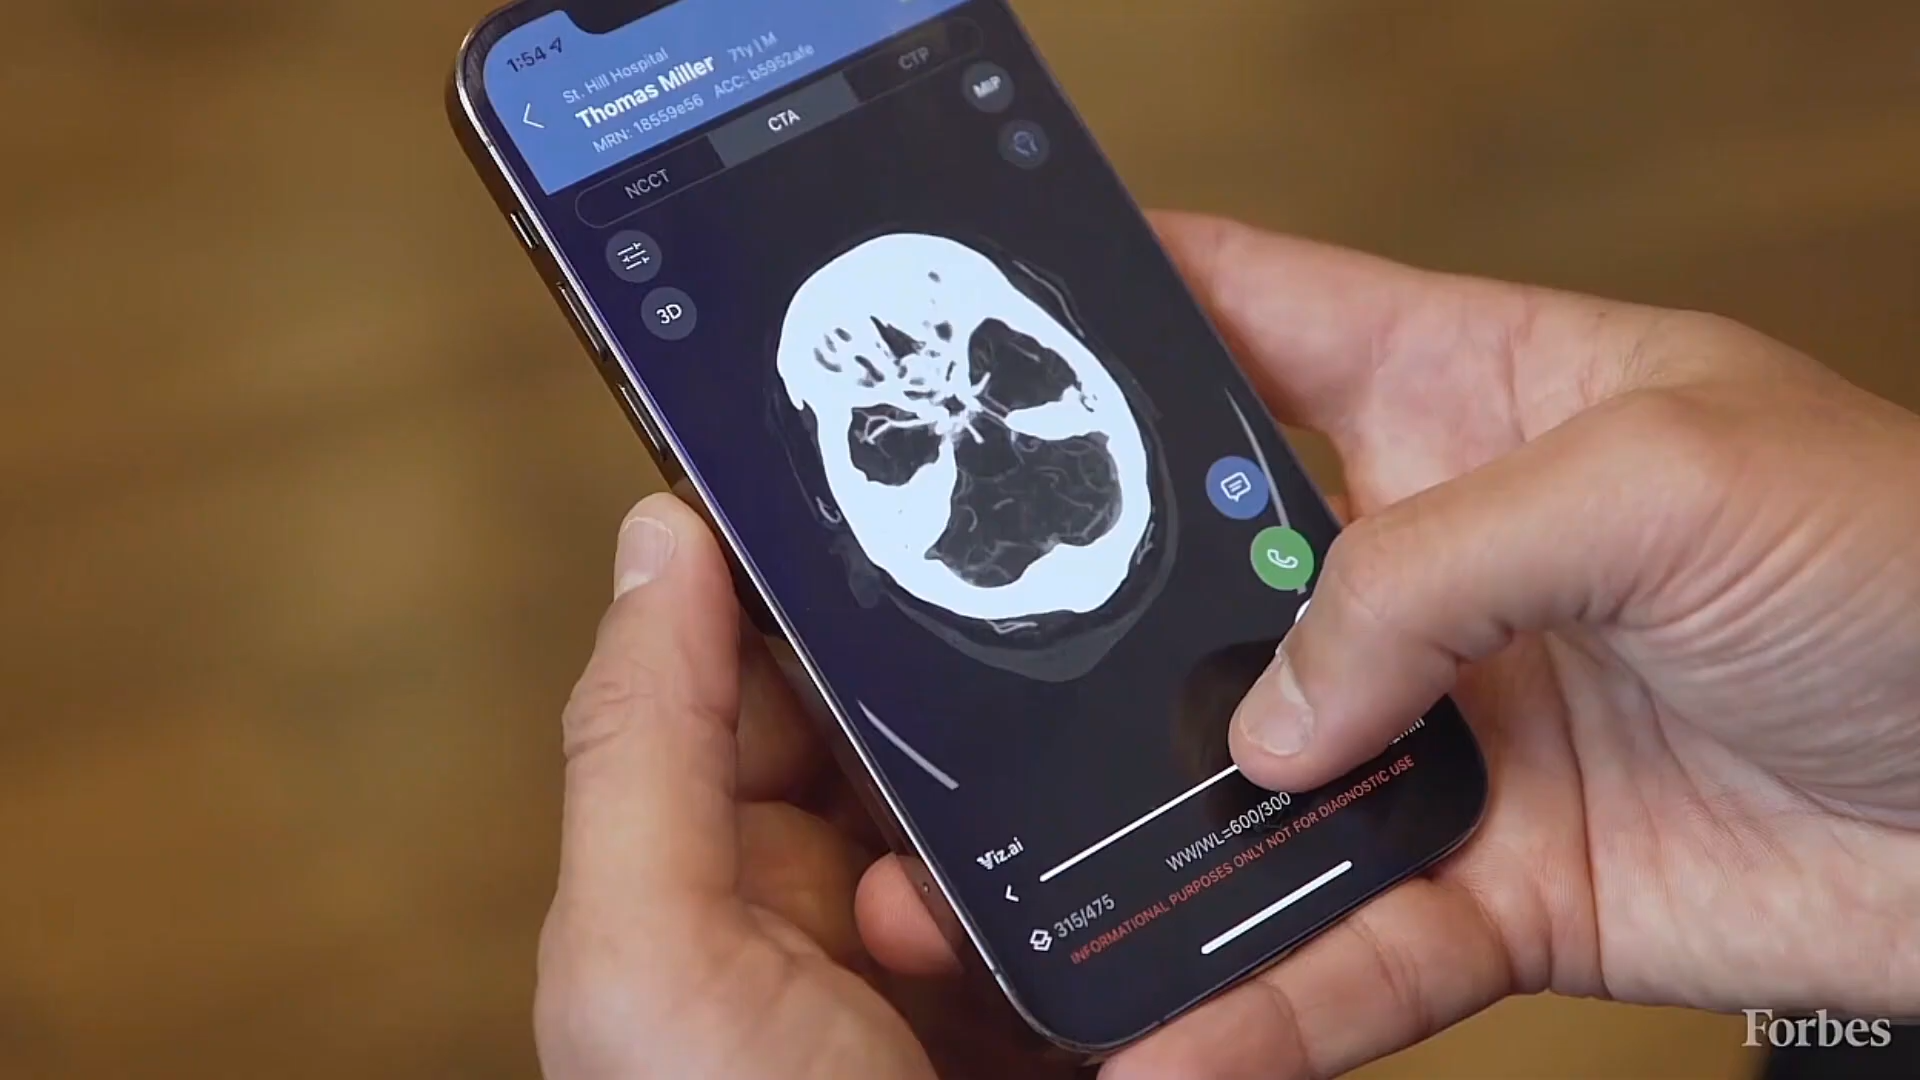 1:54
St. Hill Hospital
Thomas Miller 71y | M
MRN: 18559e56 ACC: b5952afe
NCCT
CTA
CTP
MIP
3D
Viz.ai
WW/WL=600/300
315/475
INFORMATIONAL PURPOSES ONLY NOT FOR DIAGNOSTIC USE
Forbes